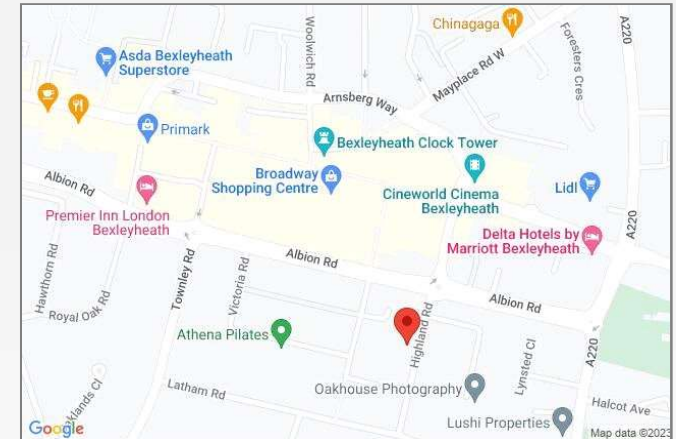 Chinagaga
Asda Bexleyheath
Superstore
Woolwich Rd
Mayplace Rd W
Foresters Cres
A220
Arnsberg Way
Primark
Bexleyheath Clock Tower
Broadway
Shopping Centre
Cineworld Cinema
Bexleyheath
Lidl
Albion Rd
Premier Inn London
Bexleyheath
Delta Hotels by
Marriott Bexleyheath
A220
Hawthorn Rd
Royal Oak Rd
Townley Rd
Victoria Rd
Albion Rd
Albion Rd
Athena Pilates
Highland Rd
Lynsted Cl
A220
Latham Rd
Oakhouse Photography
Halcot Ave
Lushi Properties
klands Cl
Google
Map data ©2023